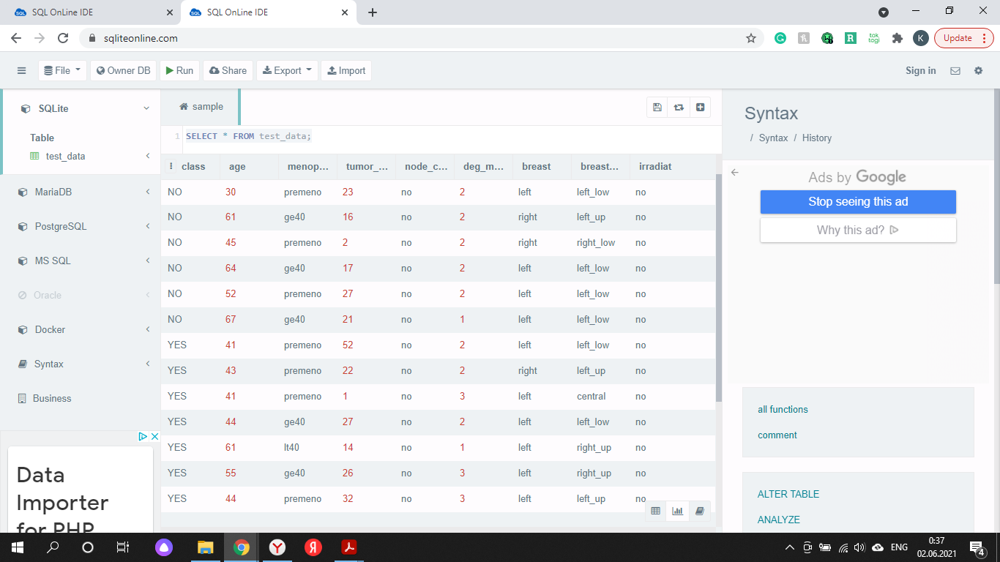 SQL OnLine IDE
SQL OnLine IDE
sqliteonline.com
Update
File
Owner DB
Run
Share
Export
Import
Sign in
SQLite
Table
test_data
MariaDB
PostgreSQL
MS SQL
Oracle
Docker
Syntax
Business
Data
Importer
for PHP
sample
1 SELECT * FROM test_data;
class age menop... tumor_... node_c... deg_m... breast breast... irradiat
NO 30 premeno 23 no 2 left left_low no
NO 61 ge40 16 no 2 right left_up no
NO 45 premeno 2 no 2 right right_low no
NO 64 ge40 17 no 2 left left_low no
NO 52 premeno 27 no 2 left left_low no
NO 67 ge40 21 no 1 left left_low no
YES 41 premeno 52 no 2 left left_low no
YES 43 premeno 22 no 2 right left_up no
YES 41 premeno 1 no 3 left central no
YES 44 ge40 27 no 2 left left_low no
YES 61 lt40 14 no 1 left right_up no
YES 55 ge40 26 no 3 left right_up no
YES 44 premeno 32 no 3 left left_up no
Syntax
/ Syntax / History
Ads by Google
Stop seeing this ad
Why this ad?
all functions
comment
ALTER TABLE
ANALYZE
ENG
0:37
02.06.2021
4